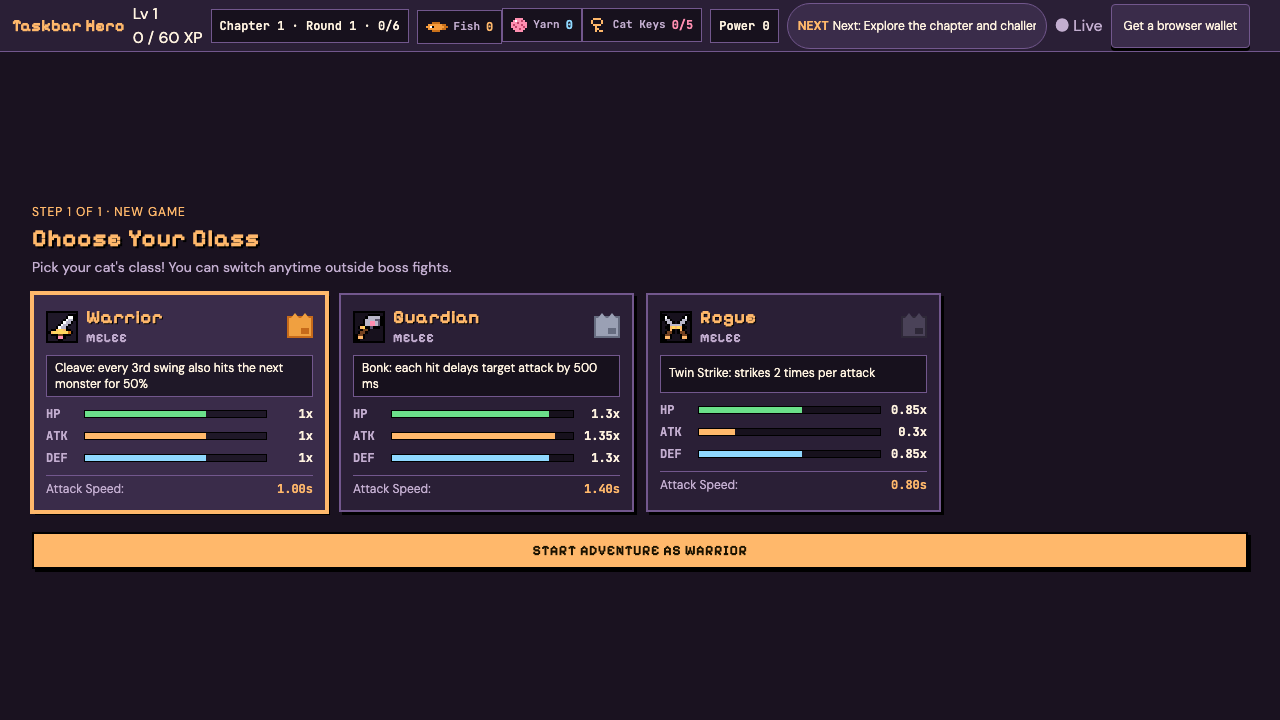 Taskbar Hero
Lv 1
0 / 60 XP
Chapter 1 · Round 1 · 0/6
Fish 0
Yarn 0
Cat Keys 0/5
Power 0
NEXT Next: Explore the chapter and challer
Live
Get a browser wallet
STEP 1 OF 1 · NEW GAME
Choose Your Class
Pick your cat's class! You can switch anytime outside boss fights.
Warrior
MELEE
Cleave: every 3rd swing also hits the next
monster for 50%
HP 1x
ATK 1x
DEF 1x
Attack Speed: 1.00s
Guardian
MELEE
Bonk: each hit delays target attack by 500
ms
HP 1.3x
ATK 1.35x
DEF 1.3x
Attack Speed: 1.40s
Rogue
MELEE
Twin Strike: strikes 2 times per attack
HP 0.85x
ATK 0.3x
DEF 0.85x
Attack Speed: 0.80s
START ADVENTURE AS WARRIOR